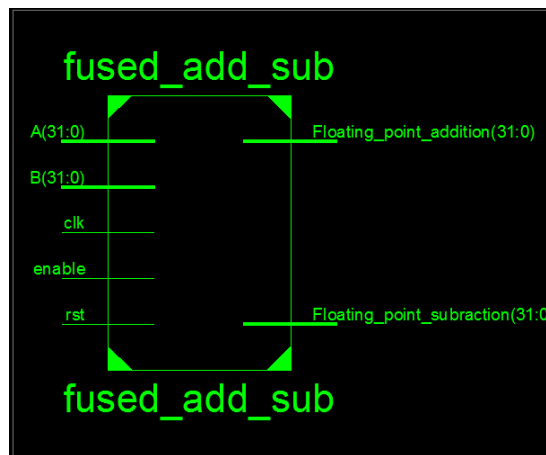 fused_add_sub
A(31:0)
Floating_point_addition(31:0)
B(31:0)
clk
enable
rst
Floating_point_subraction(31:0
fused_add_sub